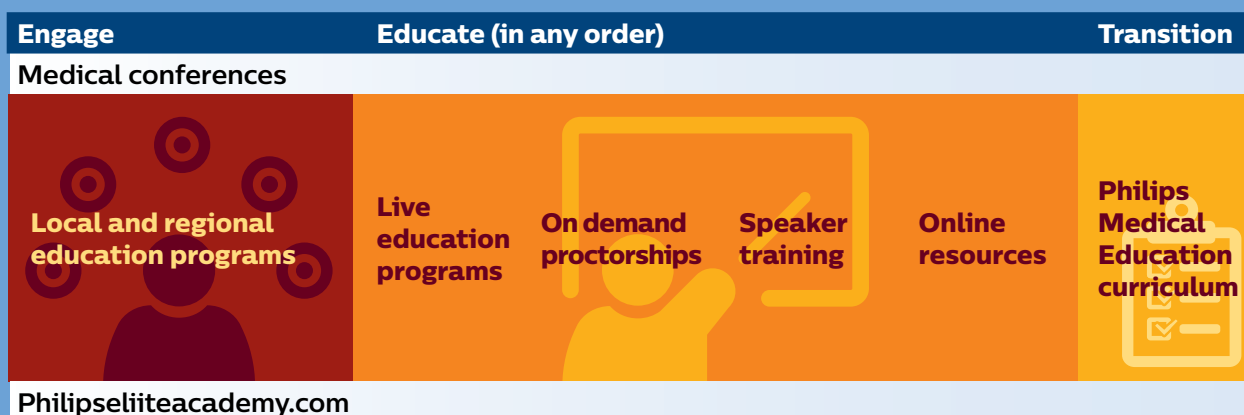 Engage
Educate (in any order)
Transition
Medical conferences
Local and regional
education programs
Live
education
programs
On demand
proctorships
Speaker
training
Online
resources
Philips
Medical
Education
curriculum
Philipseliiteacademy.com